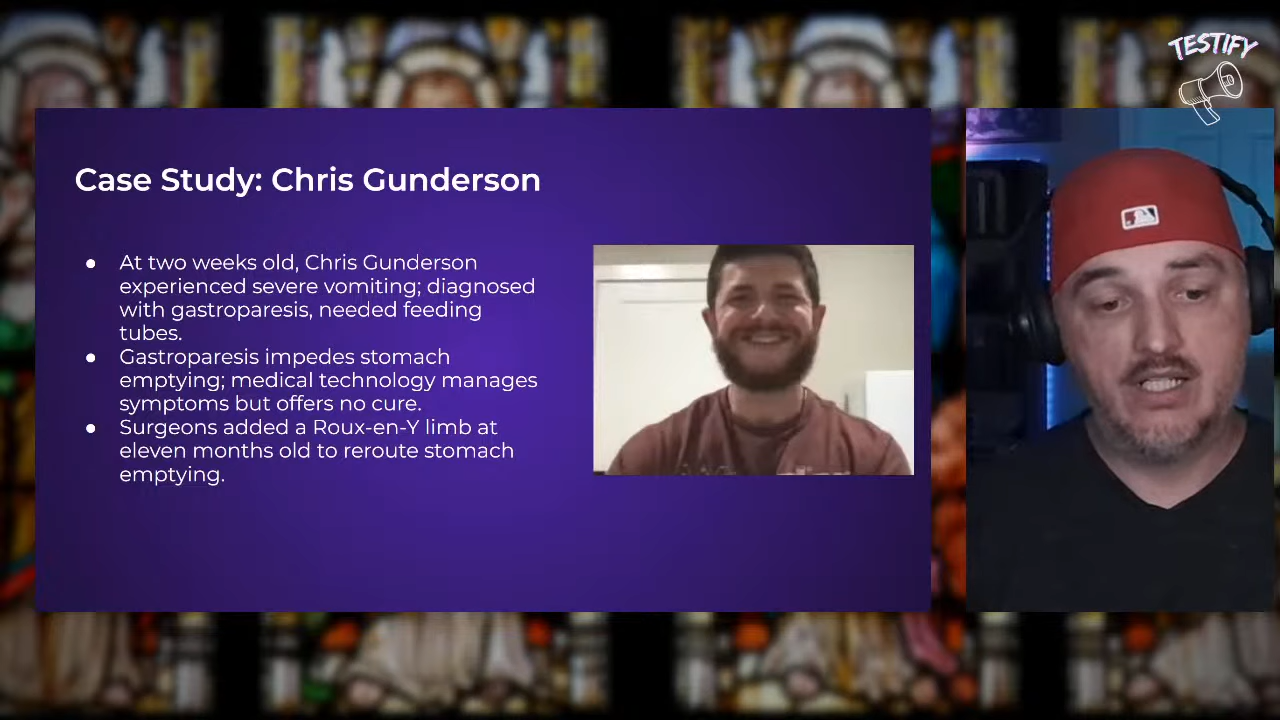 TESTIFY
Case Study: Chris Gunderson
● At two weeks old, Chris Gunderson
experienced severe vomiting; diagnosed
with gastroparesis, needed feeding
tubes.
● Gastroparesis impedes stomach
emptying; medical technology manages
symptoms but offers no cure.
● Surgeons added a Roux-en-Y limb at
eleven months old to reroute stomach
emptying.